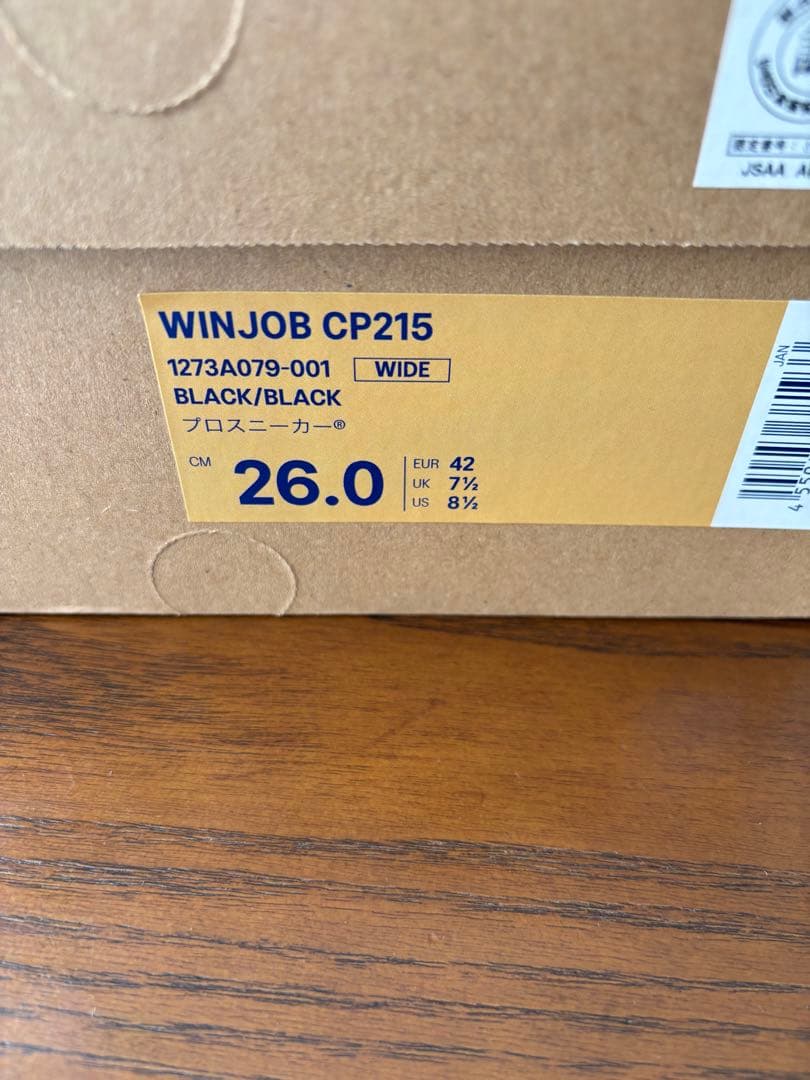 JSAA
WINJOB CP215
1273A079-001 WIDE
BLACK/BLACK
プロスニーカー®
CM 26.0
EUR 42
UK 7½
US 8½
JAN